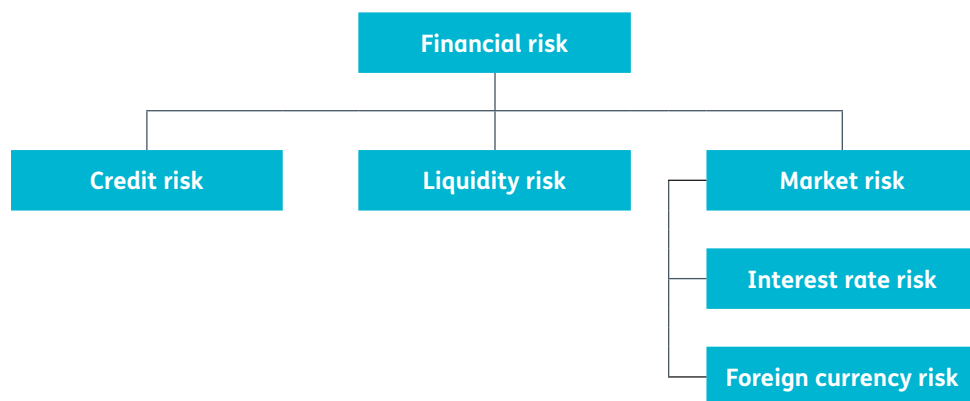 Financial risk
Credit risk
Liquidity risk
Market risk
Interest rate risk
Foreign currency risk